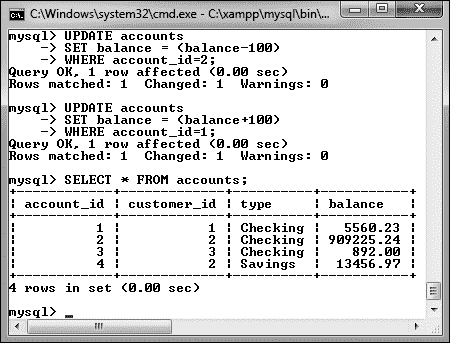 C:\Windows\system32\cmd.exe - C:\xampp\mysql\bin\...
mysql> UPDATE accounts
    -> SET balance = (balance-100)
    -> WHERE account_id=2;
Query OK, 1 row affected (0.00 sec)
Rows matched: 1  Changed: 1  Warnings: 0

mysql> UPDATE accounts
    -> SET balance = (balance+100)
    -> WHERE account_id=1;
Query OK, 1 row affected (0.00 sec)
Rows matched: 1  Changed: 1  Warnings: 0

mysql> SELECT * FROM accounts;
+------------+-------------+----------+-----------+
| account_id | customer_id | type     | balance   |
+------------+-------------+----------+-----------+
|          1 |           1 | Checking |   5560.23 |
|          2 |           2 | Checking | 909225.24 |
|          3 |           3 | Checking |    892.00 |
|          4 |           2 | Savings  |  13456.97 |
+------------+-------------+----------+-----------+
4 rows in set (0.00 sec)

mysql> _